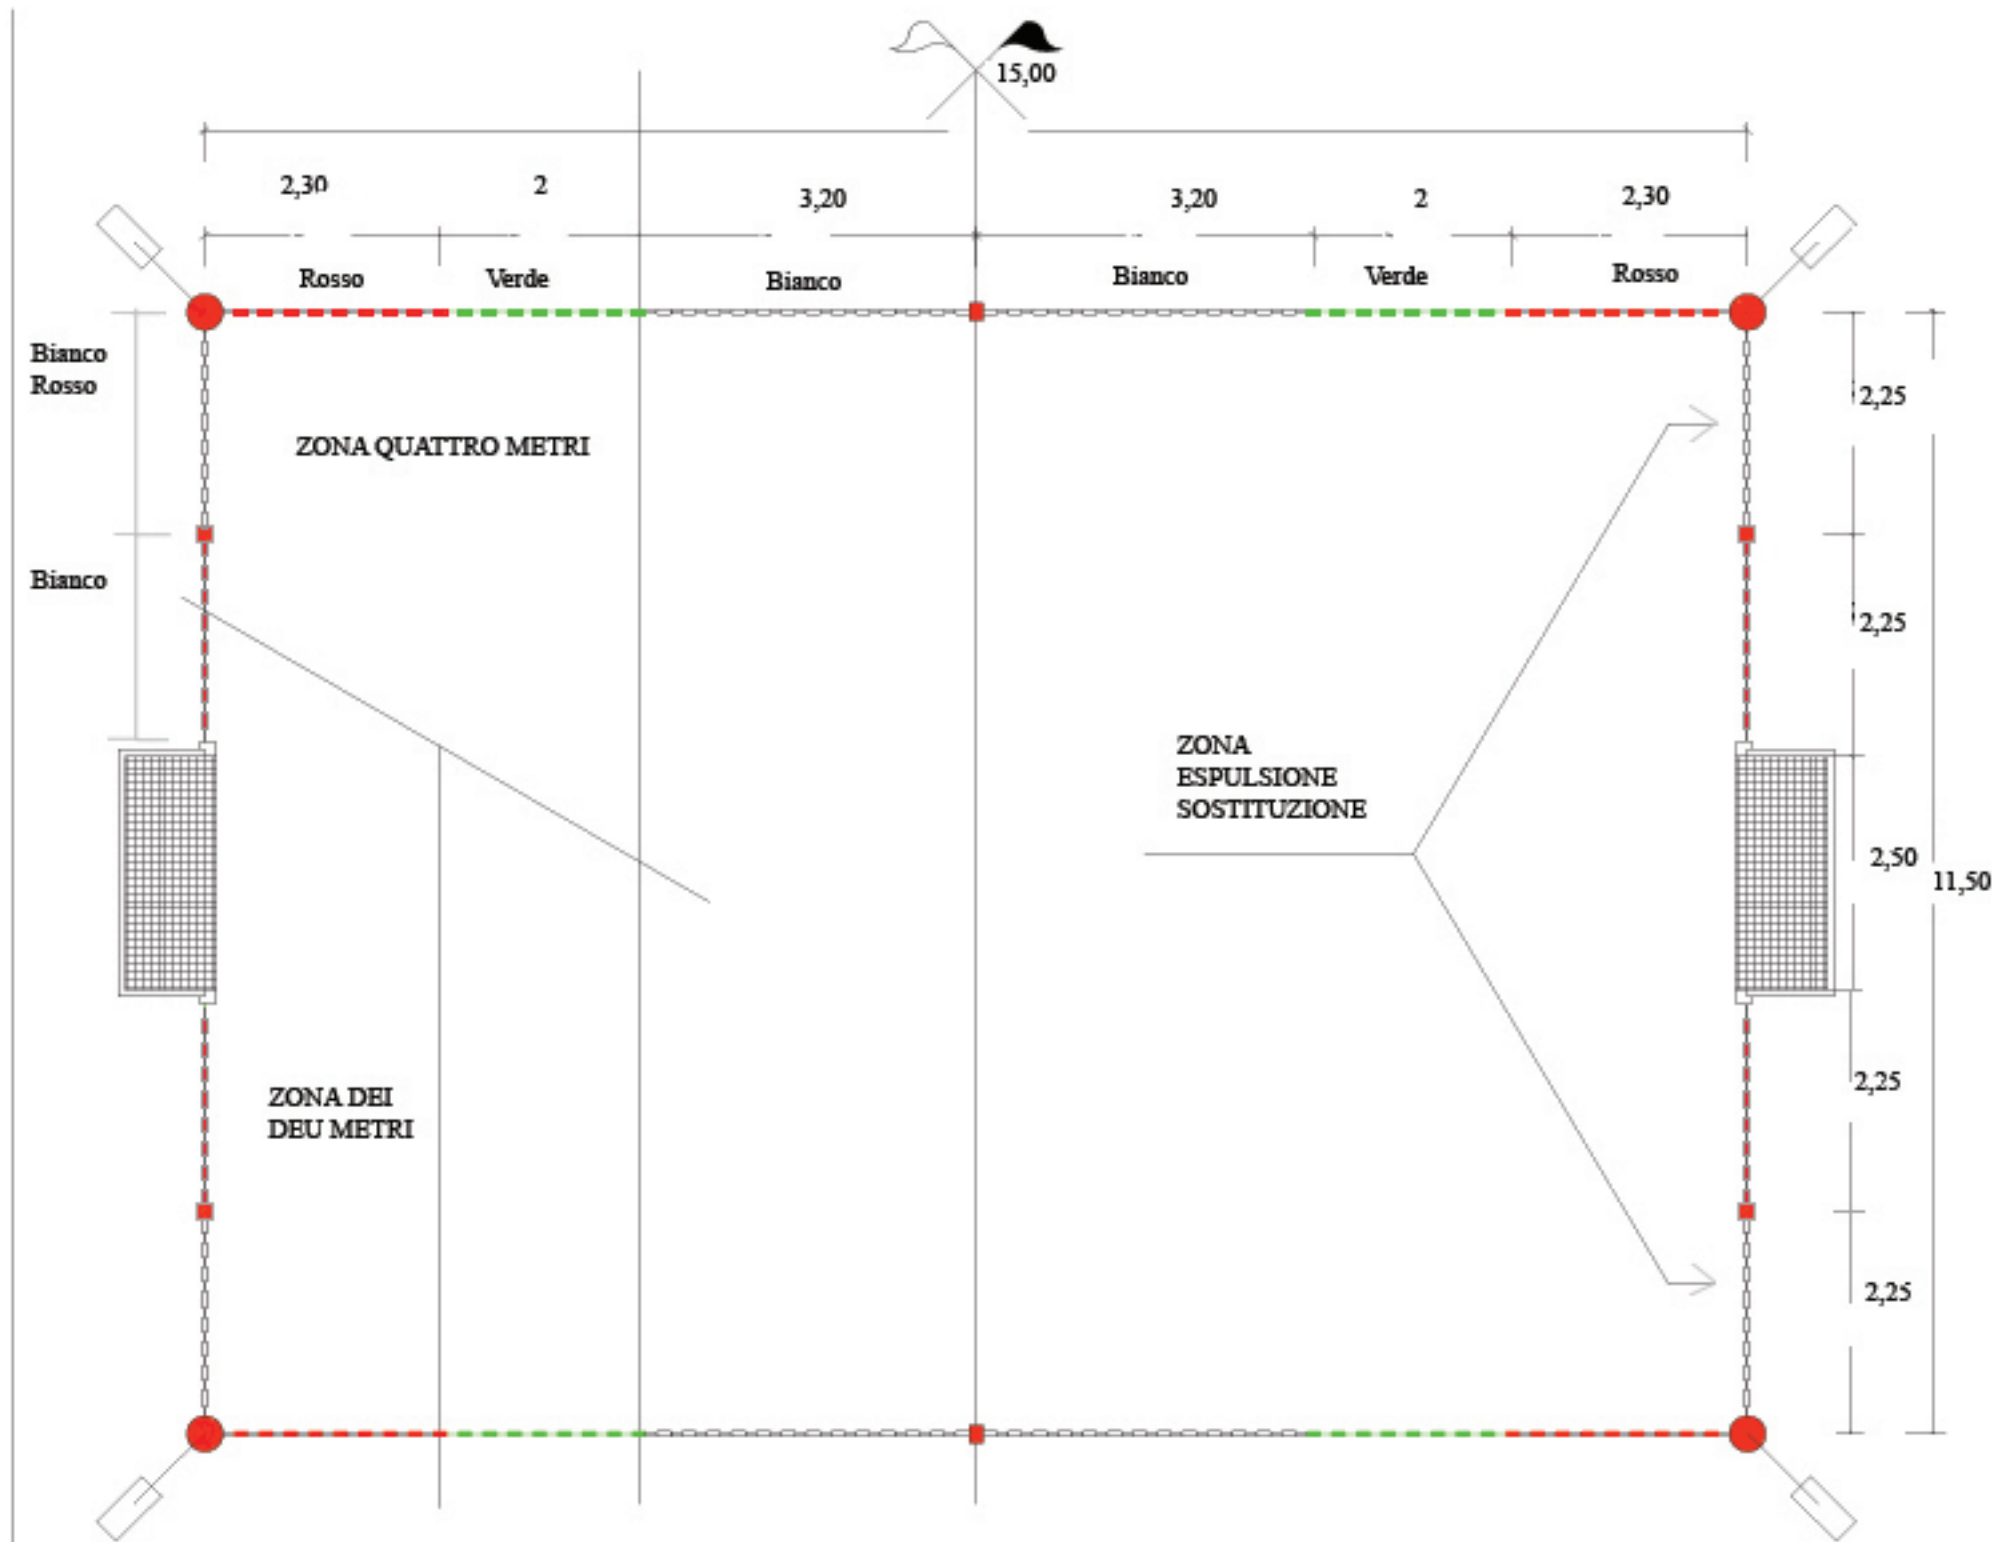 15,00
2,30 2 3,20 3,20 2 2,30
Rosso Verde Bianco Bianco Verde Rosso
Bianco
Rosso
2,25
ZONA QUATTRO METRI
Bianco
2,25
ZONA
ESPULSIONE
SOSTITUZIONE
2,50
11,50
ZONA DEI
DEU METRI
2,25
2,25